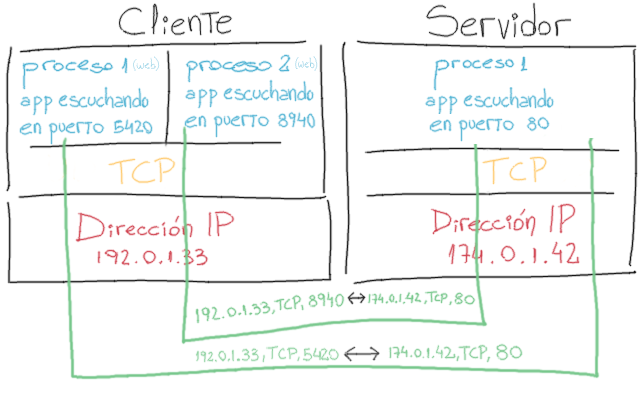 Cliente
Servidor
proceso 1 (web)
app escuchando
en puerto 5420
proceso 2 (web)
app escuchando
en puerto 8940
proceso 1
app escuchando
en puerto 80
TCP
TCP
Dirección IP
192.0.1.33
Dirección IP
174.0.1.42
192.0.1.33, TCP, 8940 ↔ 174.0.1.42, TCP, 80
192.0.1.33, TCP, 5420 ↔ 174.0.1.42, TCP, 80